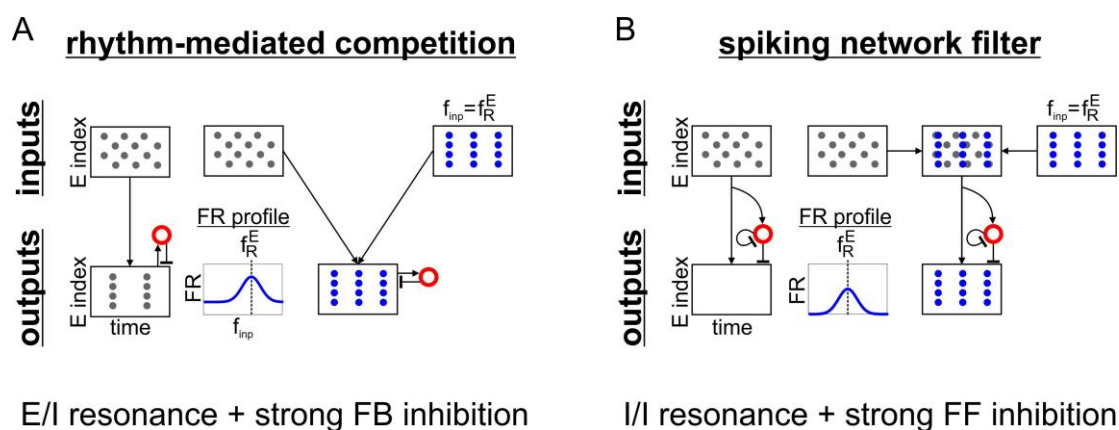 A
rhythm-mediated competition
inputs
E index
f_inp=f_R^E
outputs
E index
time
FR profile
f_R^E
FR
f_inp
E/I resonance + strong FB inhibition
B
spiking network filter
inputs
E index
f_inp=f_R^E
outputs
E index
time
FR profile
f_R^E
FR
I/I resonance + strong FF inhibition